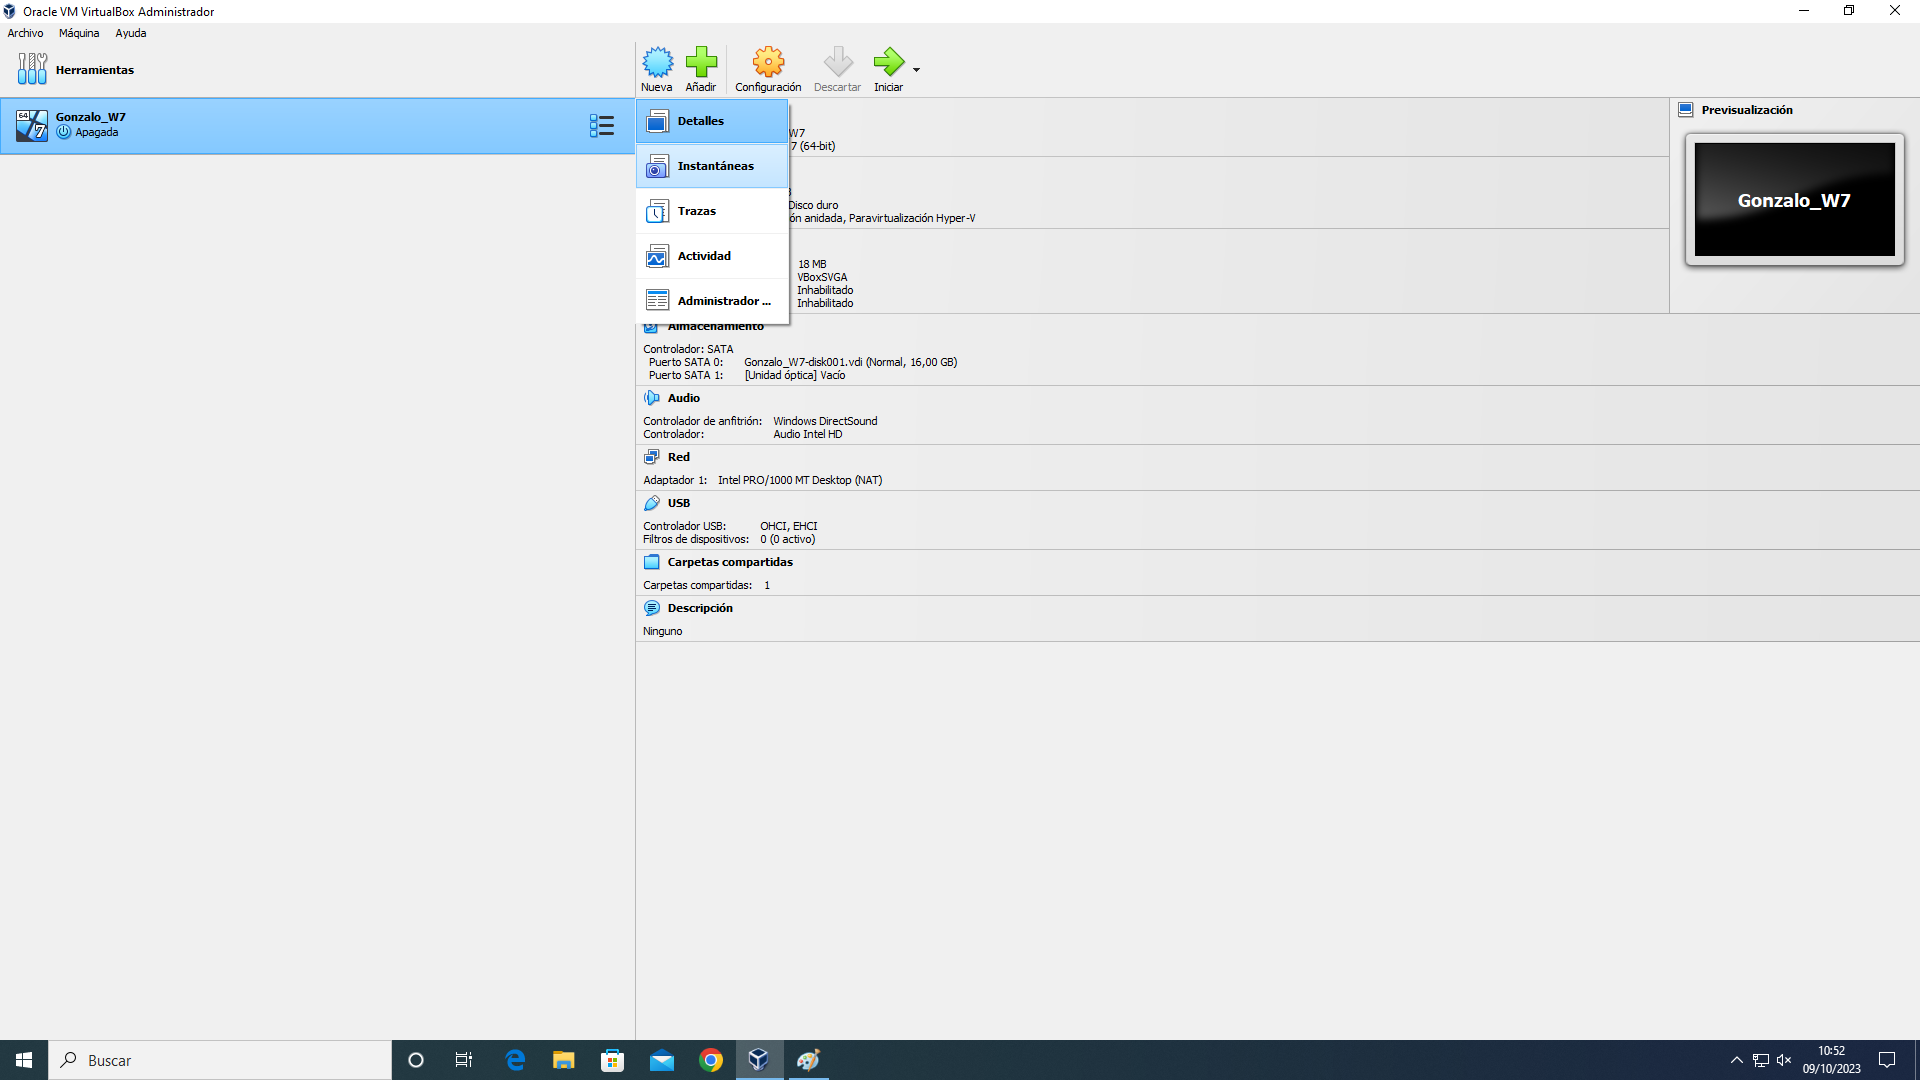 Oracle VM VirtualBox Administrador
Archivo Máquina Ayuda
Herramientas
Nueva Añadir Configuración Descartar Iniciar
64
7
Gonzalo_W7
Apagada
Detalles
Instantáneas
Trazas
Actividad
Administrador ...
W7
7 (64-bit)
Disco duro
ón anidada, Paravirtualización Hyper-V
18 MB
VBoxSVGA
Inhabilitado
Inhabilitado
Previsualización
Gonzalo_W7
Almacenamiento
Controlador: SATA
Puerto SATA 0: Gonzalo_W7-disk001.vdi (Normal, 16,00 GB)
Puerto SATA 1: [Unidad óptica] Vacío
Audio
Controlador de anfitrión: Windows DirectSound
Controlador: Audio Intel HD
Red
Adaptador 1: Intel PRO/1000 MT Desktop (NAT)
USB
Controlador USB: OHCI, EHCI
Filtros de dispositivos: 0 (0 activo)
Carpetas compartidas
Carpetas compartidas: 1
Descripción
Ninguno
Buscar
10:52
09/10/2023